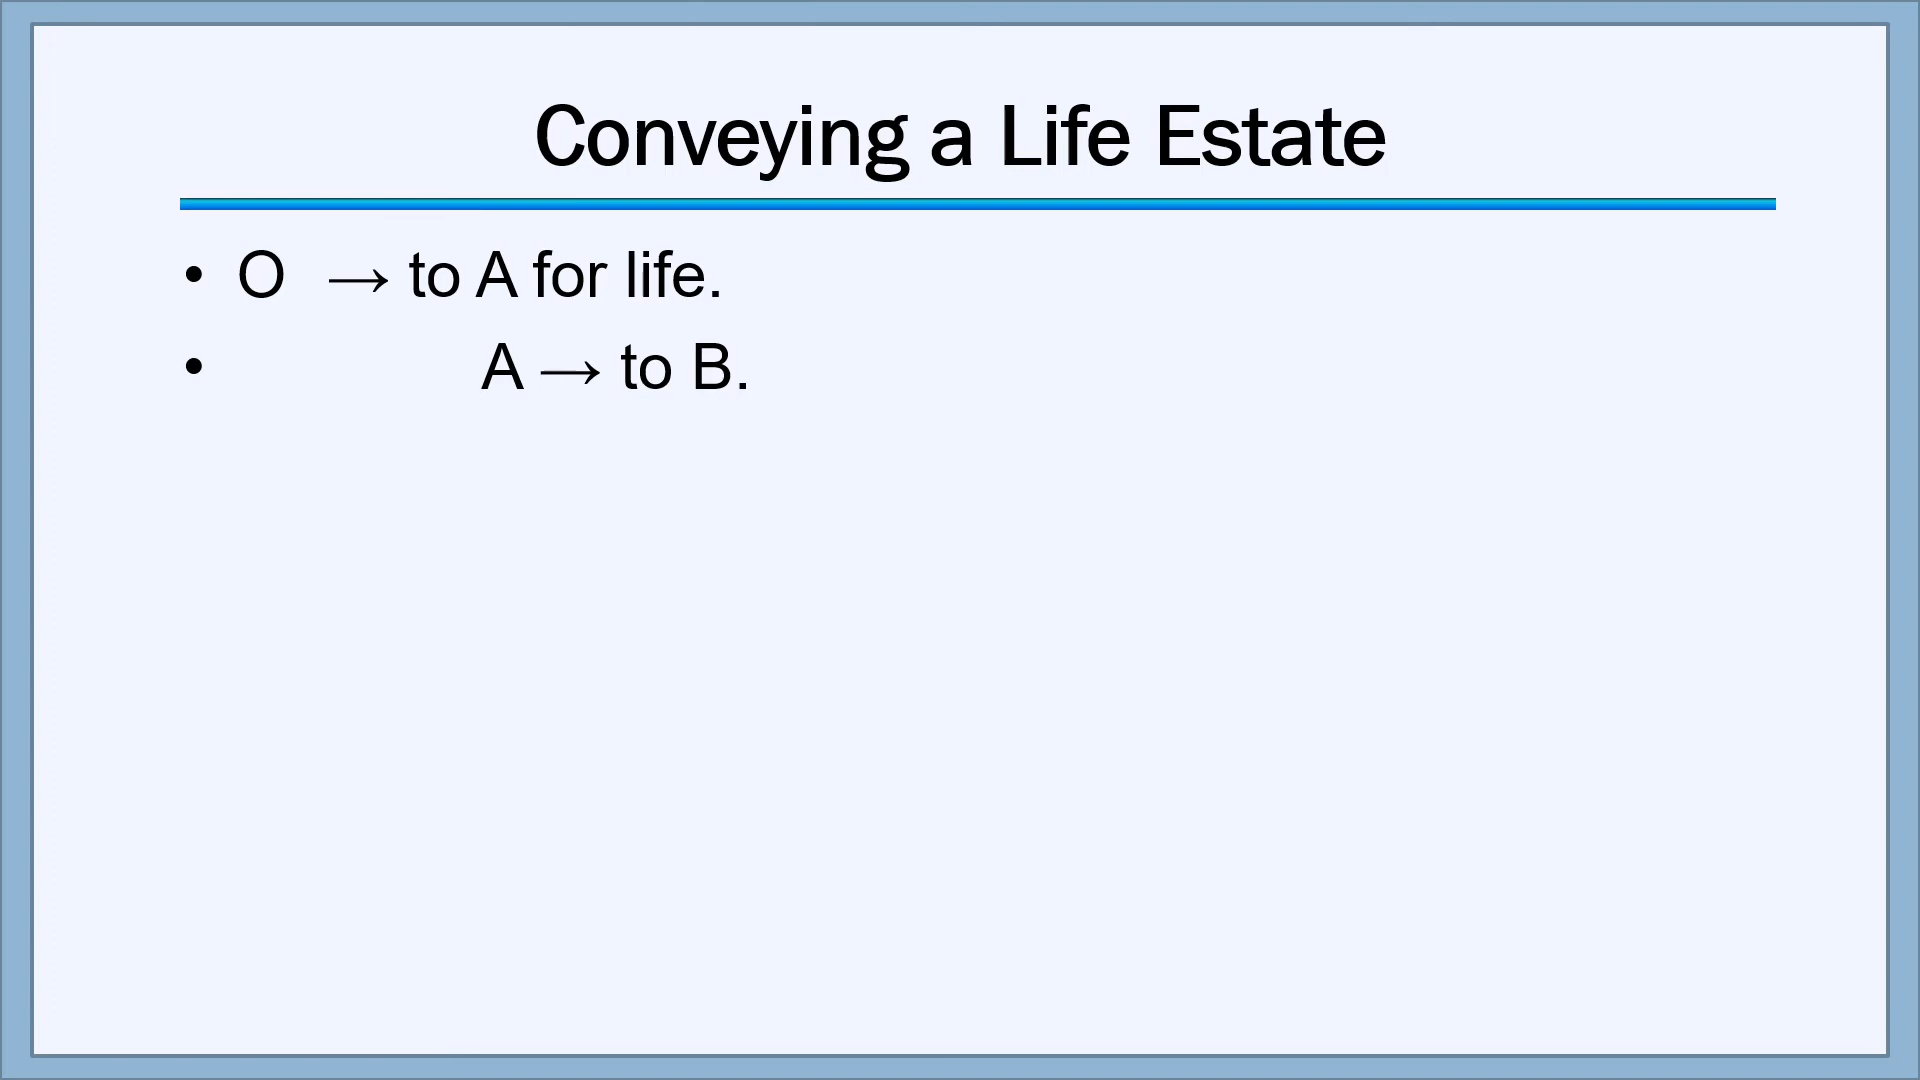 Conveying a Life Estate
• O → to A for life.
• A → to B.